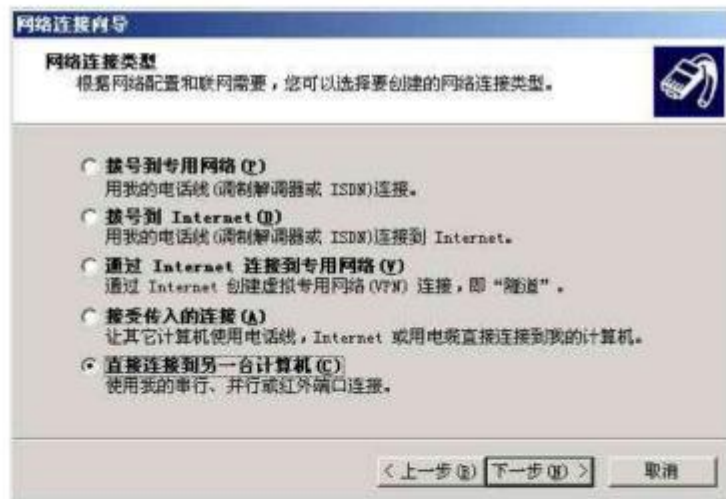 网络连接向导
网络连接类型
根据网络配置和联网需要，您可以选择要创建的网络连接类型。
拨号到专用网络(P)
用我的电话线(调制解调器或 ISDN)连接。
拨号到 Internet(D)
用我的电话线(调制解调器或 ISDN)连接到 Internet。
通过 Internet 连接到专用网络(V)
通过 Internet 创建虚拟专用网络(VPN) 连接，即“隧道”。
接受传入的连接(A)
让其它计算机使用电话线，Internet 或用电缆直接连接到我的计算机。
直接连接到另一台计算机(C)
使用我的串行、并行或红外端口连接。
<上一步(B) 下一步(N) > 取消